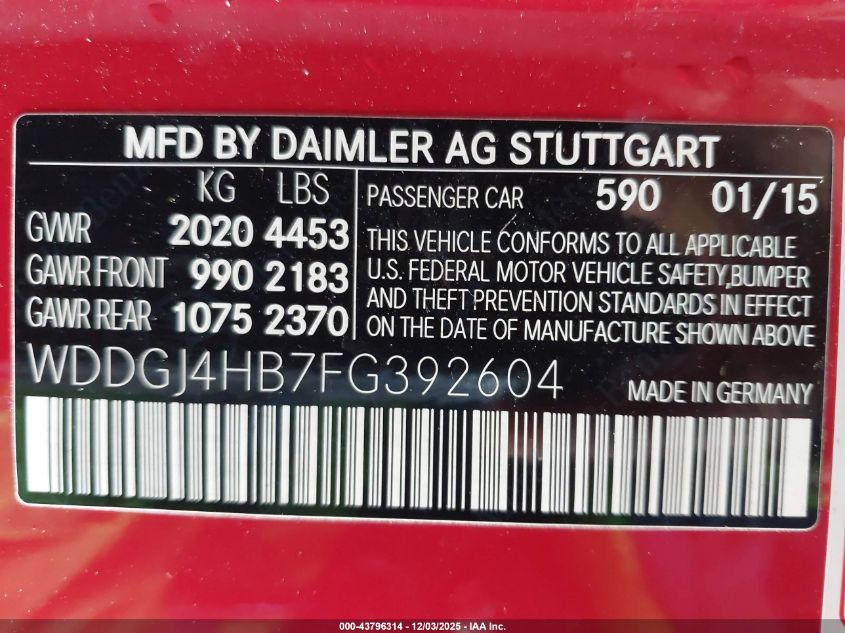 MFD BY DAIMLER AG STUTTGART
KG LBS
GVWR 2020 4453
GAWR FRONT 990 2183
GAWR REAR 1075 2370
PASSENGER CAR 590 01/15
THIS VEHICLE CONFORMS TO ALL APPLICABLE
U.S. FEDERAL MOTOR VEHICLE SAFETY,BUMPER
AND THEFT PREVENTION STANDARDS IN EFFECT
ON THE DATE OF MANUFACTURE SHOWN ABOVE
WDDGJ4HB7FG392604
MADE IN GERMANY
000-43796314 - 12/03/2025 - IAA Inc.